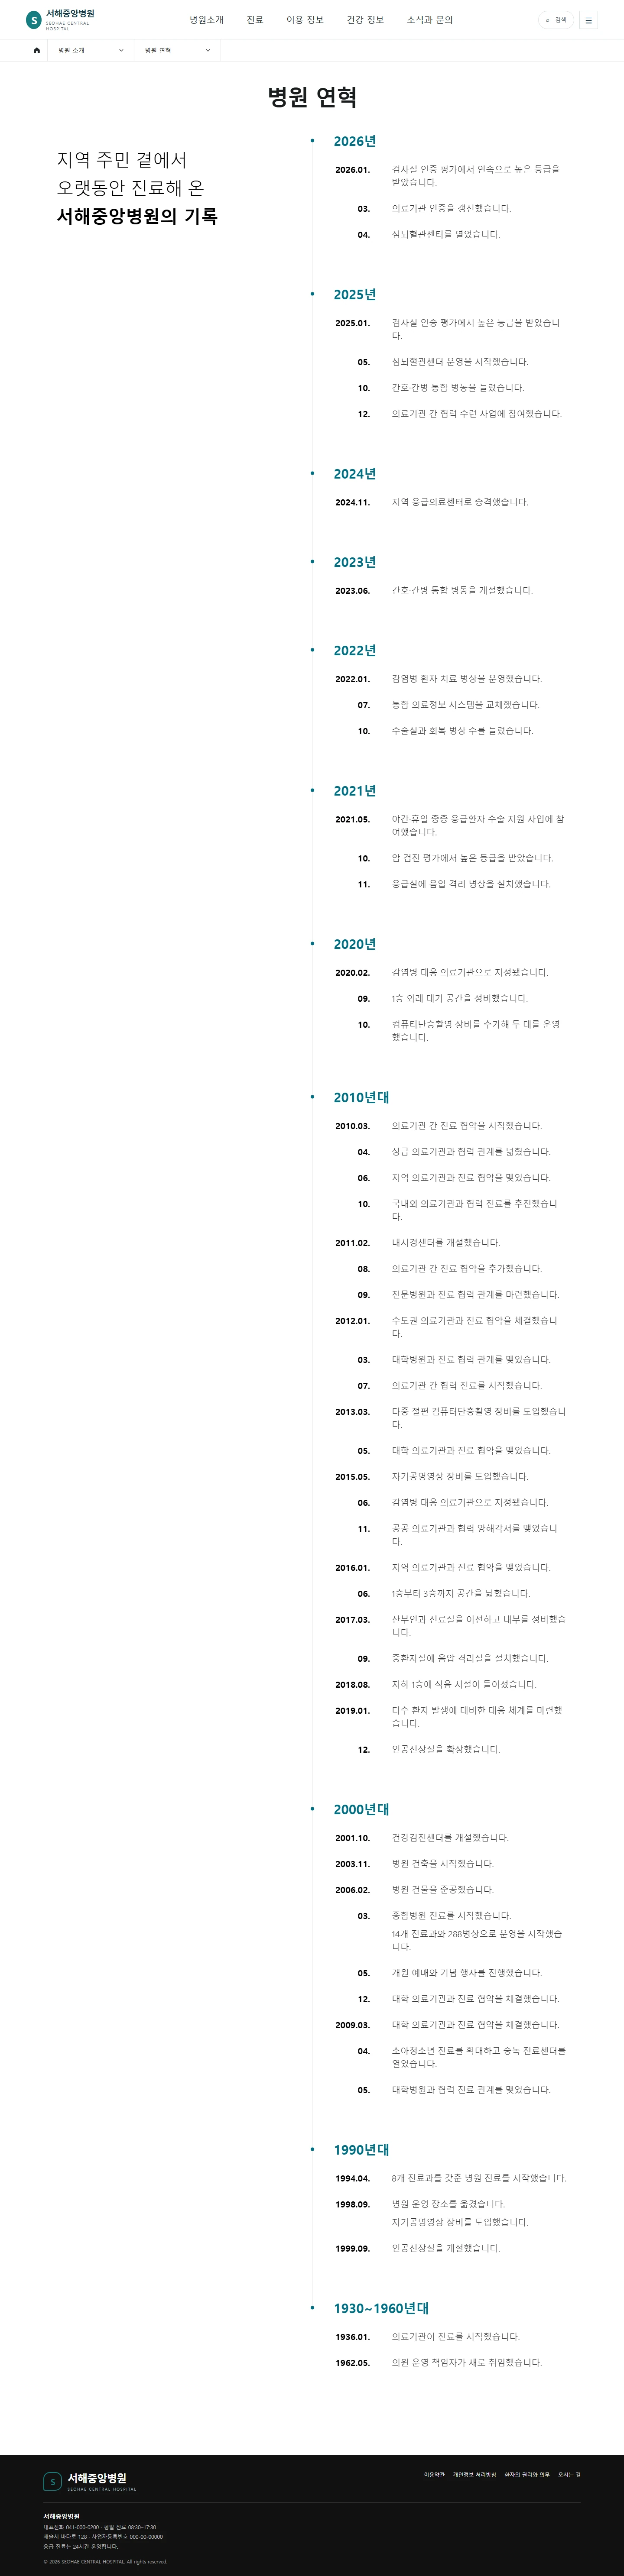 S
서해중앙병원
SEOHAE CENTRAL
HOSPITAL
병원소개 진료 이용 정보 건강 정보 소식과 문의
검색
병원 소개
병원 연혁
병원 연혁
지역 주민 곁에서
오랫동안 진료해 온
서해중앙병원의 기록
2026년
2026.01. 검사실 인증 평가에서 연속으로 높은 등급을
받았습니다.
03. 의료기관 인증을 갱신했습니다.
04. 심뇌혈관센터를 열었습니다.
2025년
2025.01. 검사실 인증 평가에서 높은 등급을 받았습니
다.
05. 심뇌혈관센터 운영을 시작했습니다.
10. 간호·간병 통합 병동을 늘렸습니다.
12. 의료기관 간 협력 수련 사업에 참여했습니다.
2024년
2024.11. 지역 응급의료센터로 승격했습니다.
2023년
2023.06. 간호·간병 통합 병동을 개설했습니다.
2022년
2022.01. 감염병 환자 치료 병상을 운영했습니다.
07. 통합 의료정보 시스템을 교체했습니다.
10. 수술실과 회복 병상 수를 늘렸습니다.
2021년
2021.05. 야간·휴일 중증 응급환자 수술 지원 사업에 참
여했습니다.
10. 암 검진 평가에서 높은 등급을 받았습니다.
11. 응급실에 음압 격리 병상을 설치했습니다.
2020년
2020.02. 감염병 대응 의료기관으로 지정됐습니다.
09. 1층 외래 대기 공간을 정비했습니다.
10. 컴퓨터단층촬영 장비를 추가해 두 대를 운영
했습니다.
2010년대
2010.03. 의료기관 간 진료 협약을 시작했습니다.
04. 상급 의료기관과 협력 관계를 넓혔습니다.
06. 지역 의료기관과 진료 협약을 맺었습니다.
10. 국내외 의료기관과 협력 진료를 추진했습니
다.
2011.02. 내시경센터를 개설했습니다.
08. 의료기관 간 진료 협약을 추가했습니다.
09. 전문병원과 진료 협력 관계를 마련했습니다.
2012.01. 수도권 의료기관과 진료 협약을 체결했습니
다.
03. 대학병원과 진료 협력 관계를 맺었습니다.
07. 의료기관 간 협력 진료를 시작했습니다.
2013.03. 다중 절편 컴퓨터단층촬영 장비를 도입했습니
다.
05. 대학 의료기관과 진료 협약을 맺었습니다.
2015.05. 자기공명영상 장비를 도입했습니다.
06. 감염병 대응 의료기관으로 지정됐습니다.
11. 공공 의료기관과 협력 양해각서를 맺었습니
다.
2016.01. 지역 의료기관과 진료 협약을 맺었습니다.
06. 1층부터 3층까지 공간을 넓혔습니다.
2017.03. 산부인과 진료실을 이전하고 내부를 정비했습
니다.
09. 중환자실에 음압 격리실을 설치했습니다.
2018.08. 지하 1층에 식음 시설이 들어섰습니다.
2019.01. 다수 환자 발생에 대비한 대응 체계를 마련했
습니다.
12. 인공신장실을 확장했습니다.
2000년대
2001.10. 건강검진센터를 개설했습니다.
2003.11. 병원 건축을 시작했습니다.
2006.02. 병원 건물을 준공했습니다.
03. 종합병원 진료를 시작했습니다.
14개 진료과와 288병상으로 운영을 시작했습
니다.
05. 개원 예배와 기념 행사를 진행했습니다.
12. 대학 의료기관과 진료 협약을 체결했습니다.
2009.03. 대학 의료기관과 진료 협약을 체결했습니다.
04. 소아청소년 진료를 확대하고 중독 진료센터를
열었습니다.
05. 대학병원과 협력 진료 관계를 맺었습니다.
1990년대
1994.04. 8개 진료과를 갖춘 병원 진료를 시작했습니다.
1998.09. 병원 운영 장소를 옮겼습니다.
자기공명영상 장비를 도입했습니다.
1999.09. 인공신장실을 개설했습니다.
1930~1960년대
1936.01. 의료기관이 진료를 시작했습니다.
1962.05. 의원 운영 책임자가 새로 취임했습니다.
S
서해중앙병원
SEOHAE CENTRAL HOSPITAL
이용약관 개인정보 처리방침 환자의 권리와 의무 오시는 길
서해중앙병원
대표전화 041-000-0200 · 평일 진료 08:30–17:30
새솔시 바다로 128 · 사업자등록번호 000-00-00000
응급 진료는 24시간 운영합니다.
© 2026 SEOHAE CENTRAL HOSPITAL. All rights reserved.